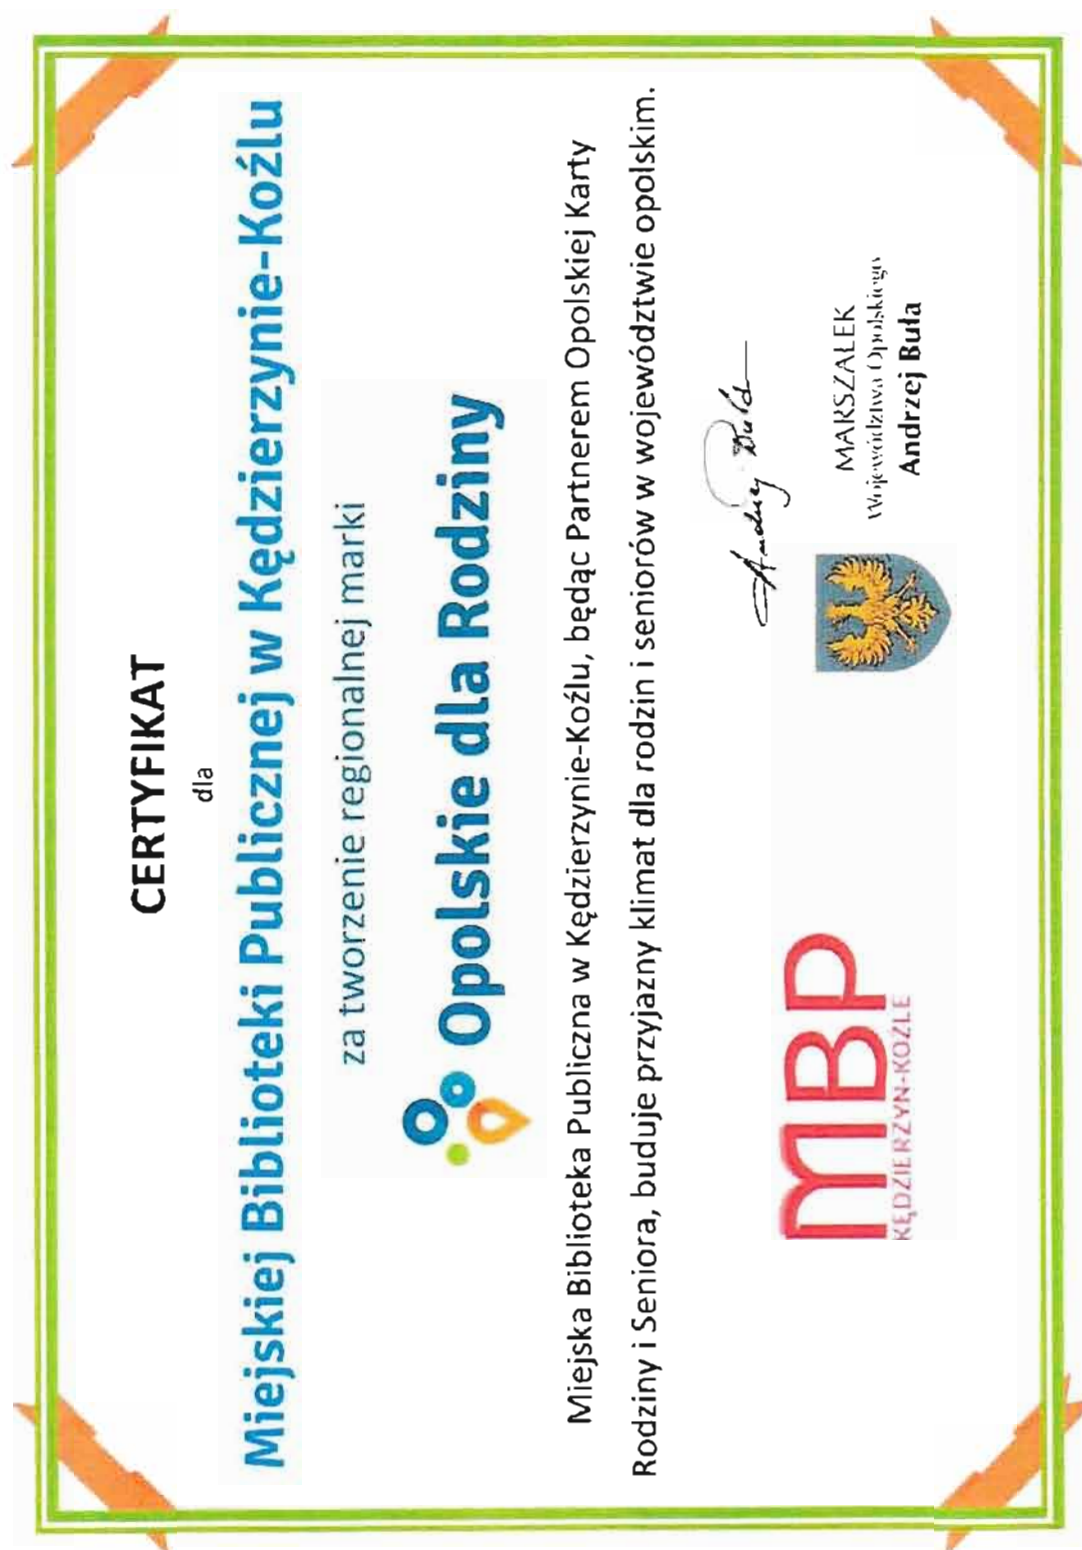 CERTYFIKAT
dla
Miejskiej Biblioteki Publicznej w Kędzierzynie-Koźlu
za tworzenie regionalnej marki
Opolskie dla Rodziny
Miejska Biblioteka Publiczna w Kędzierzynie-Koźlu, będąc Partnerem Opolskiej Karty
Rodziny i Seniora, buduje przyjazny klimat dla rodzin i seniorów w województwie opolskim.
Andrzej Buła
MARSZAŁEK
Województwa Opolskiego
Andrzej Buła
MBP
KĘDZIERZYN-KOŹLE